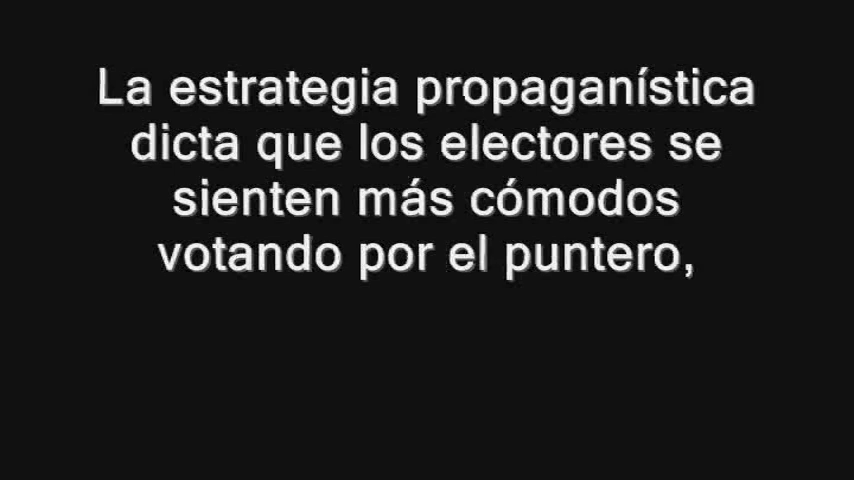 La estrategia propaganística
dicta que los electores se
sienten más cómodos
votando por el puntero,